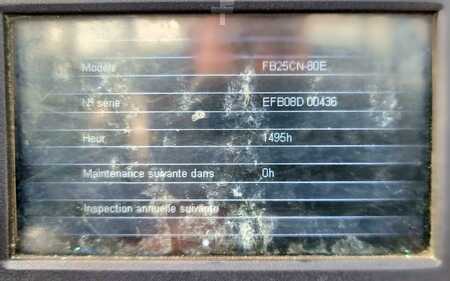 Modèle FB25CN-80E
N° série EFB08D 00436
Heur 1495h
Maintenance suivante dans 0h
Inspection annuelle suivante